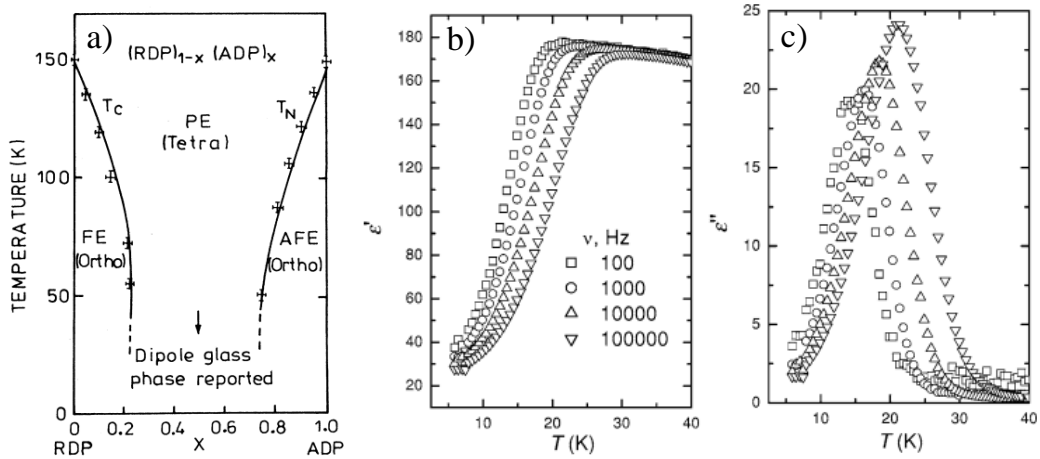 a)
(RDP)1-x (ADP)x
TC
TN
PE
(Tetra)
FE
(Ortho)
AFE
(Ortho)
Dipole glass
phase reported
TEMPERATURE (K)
150
100
50
0
0 0.2 0.4 0.6 0.8 1.0
RDP X ADP
b)
ε'
180
160
140
120
100
80
60
40
20
ν, Hz
100
1000
10000
100000
10 20 30 40
T (K)
c)
ε''
25
20
15
10
5
0
10 20 30 40
T (K)